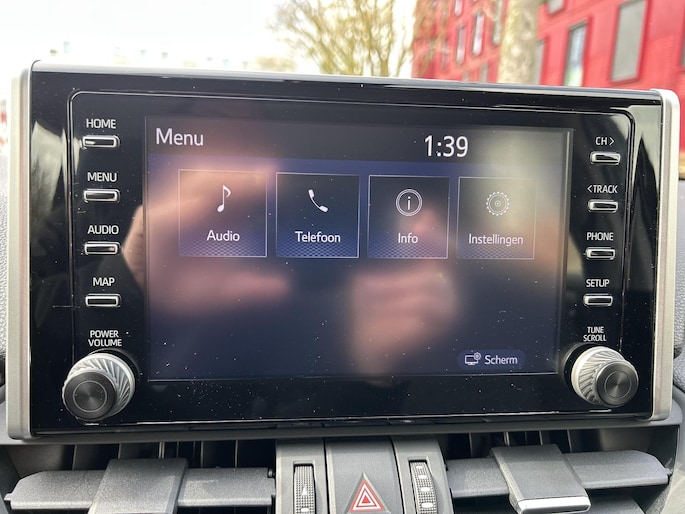 HOME
MENU
AUDIO
MAP
POWER
VOLUME
Menu
1:39
Audio
Telefoon
Info
Instellingen
Scherm
CH >
< TRACK
PHONE
SETUP
TUNE
SCROLL